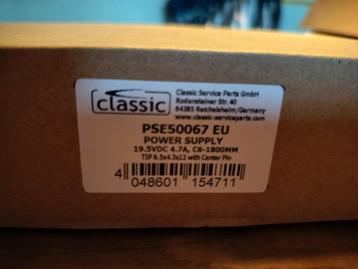 classic
Classic Service Parts GmbH
Rodensteiner Str.40
64385 Reichelsheim/Germany
www.classic-serviceparts.com
PSE50067 EU
POWER SUPPLY
19.5VDC 4.7A, C6-1800MM
TIP 6.5x4.3x12 with Center Pin
4 048601 154711